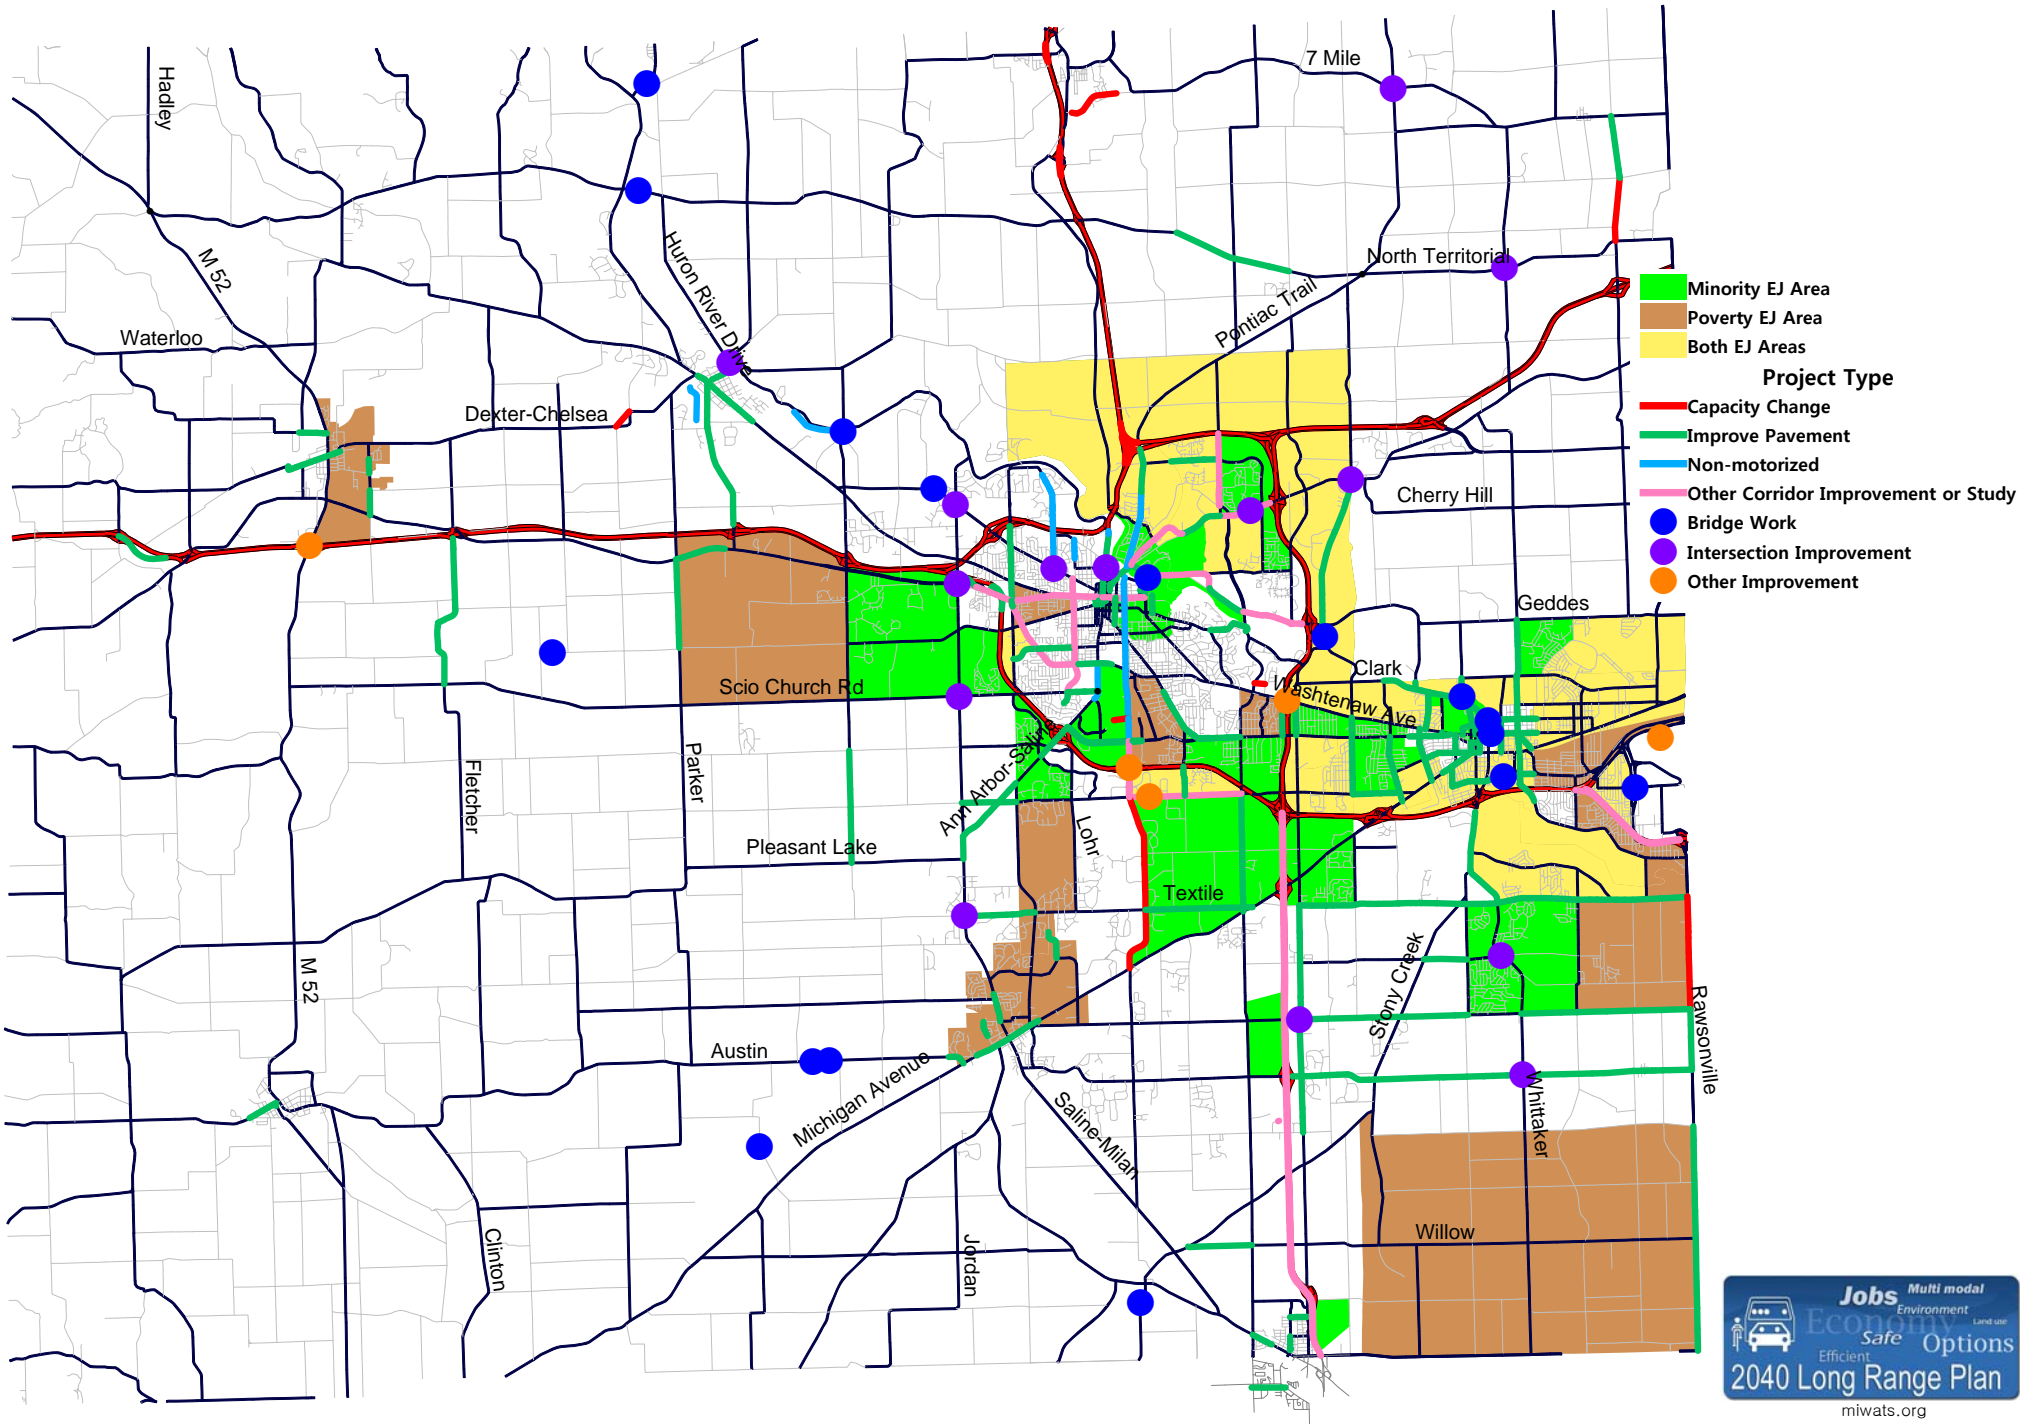 7 Mile
Hadley
M 52
Huron River Drive
North Territorial
Pontiac Trail
Waterloo
Dexter-Chelsea
Cherry Hill
Geddes
Clark
Washtenaw Ave
Scio Church Rd
Ann Arbor-Saline
Parker
Fletcher
Lohr
Pleasant Lake
Textile
Stony Creek
M 52
Rawsonville
Austin
Michigan Avenue
Saline-Milan
Whittaker
Willow
Clinton
Jordan
Minority EJ Area
Poverty EJ Area
Both EJ Areas
Project Type
Capacity Change
Improve Pavement
Non-motorized
Other Corridor Improvement or Study
Bridge Work
Intersection Improvement
Other Improvement
Jobs
Multi modal
Environment
Economy
Land use
Safe
Options
Efficient
2040 Long Range Plan
miwats.org